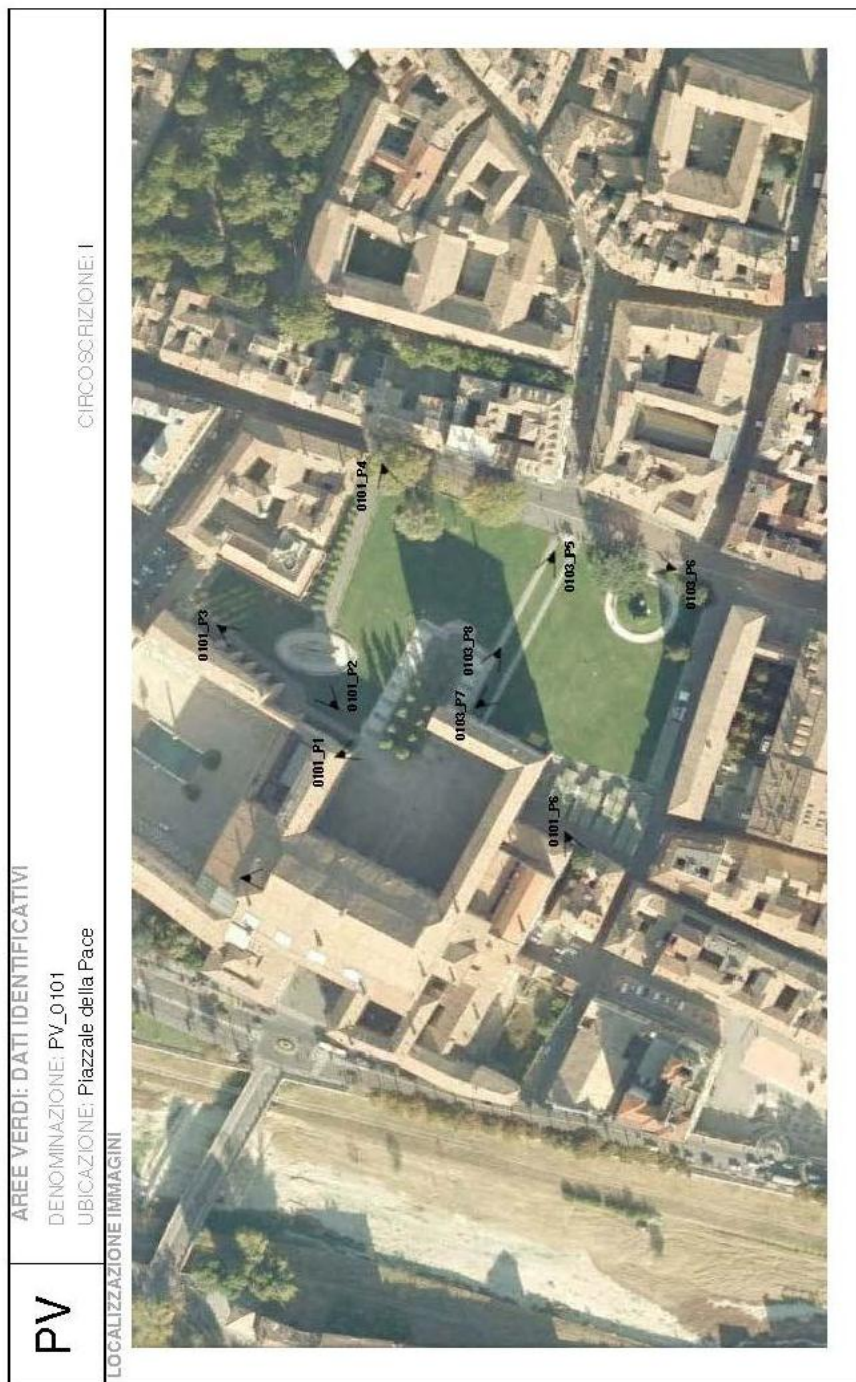 PV
AREE VERDI: DATI IDENTIFICATIVI
DENOMINAZIONE: PV_0101
UBICAZIONE: Piazzale della Pace
CIRCOSCRIZIONE: I
LOCALIZZAZIONE IMMAGINI
0101_P3
0101_P1
0101_P2
0101_P4
0103_P7
0103_P8
0101_P6
0103_P5
0103_P6